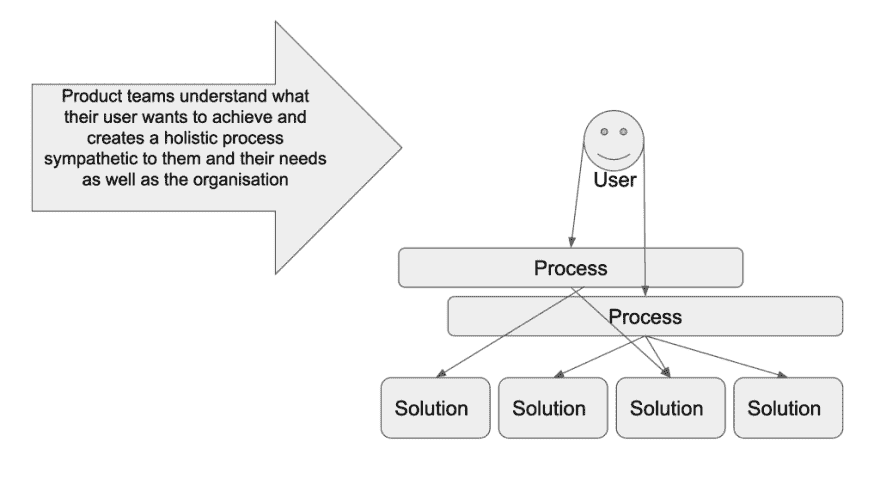 Product teams understand what
their user wants to achieve and
creates a holistic process
sympathetic to them and their needs
as well as the organisation
User
Process
Process
Solution
Solution
Solution
Solution